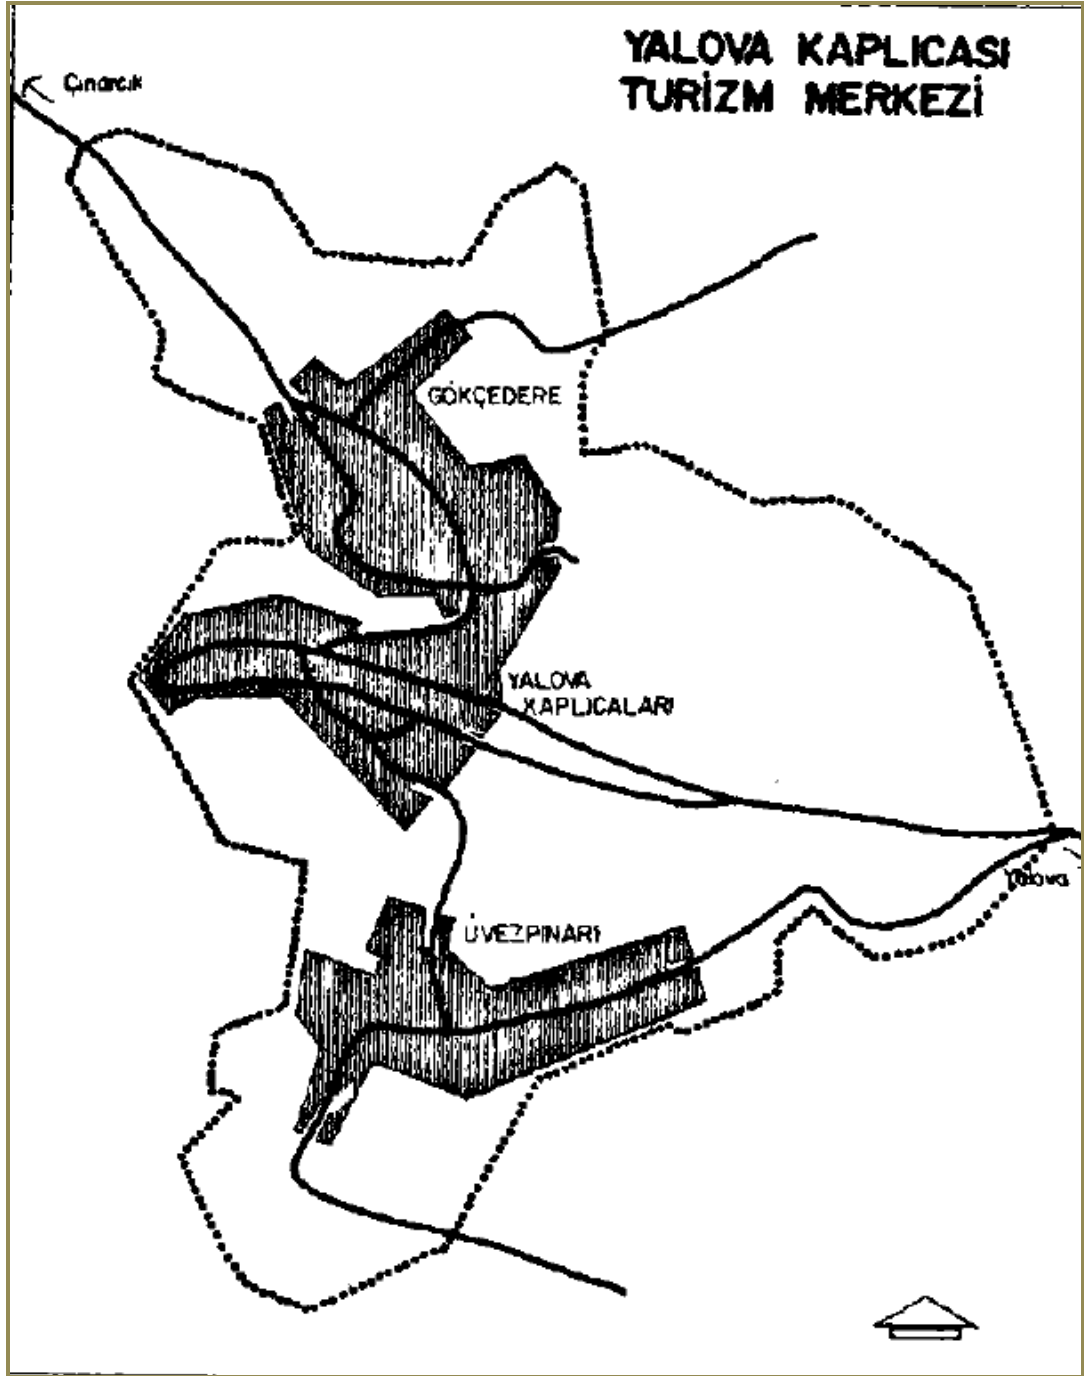 YALOVA KAPLICASI
TURİZM MERKEZİ
Çınarcık
GÖKÇEDERE
YALOVA
KAPLICALARI
Yalova
ÜVEZPINARI